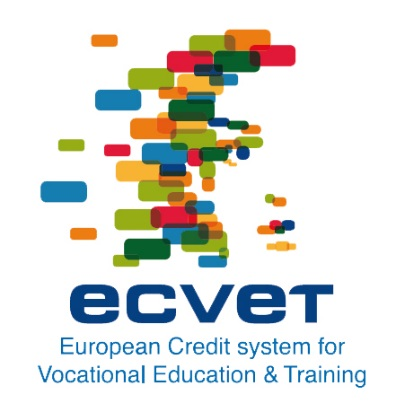 ecveT
European Credit system for
Vocational Education & Training